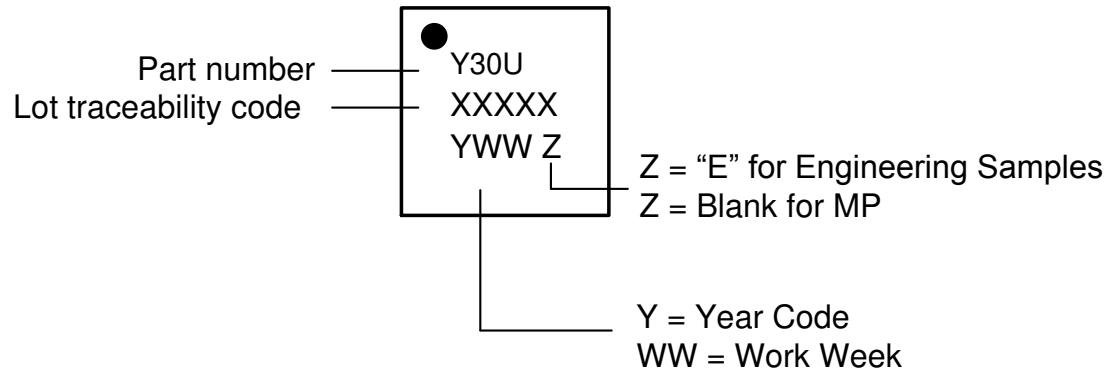 Part number
Lot traceability code
Y30U
XXXXX
YWW Z
Z = “E” for Engineering Samples
Z = Blank for MP
Y = Year Code
WW = Work Week